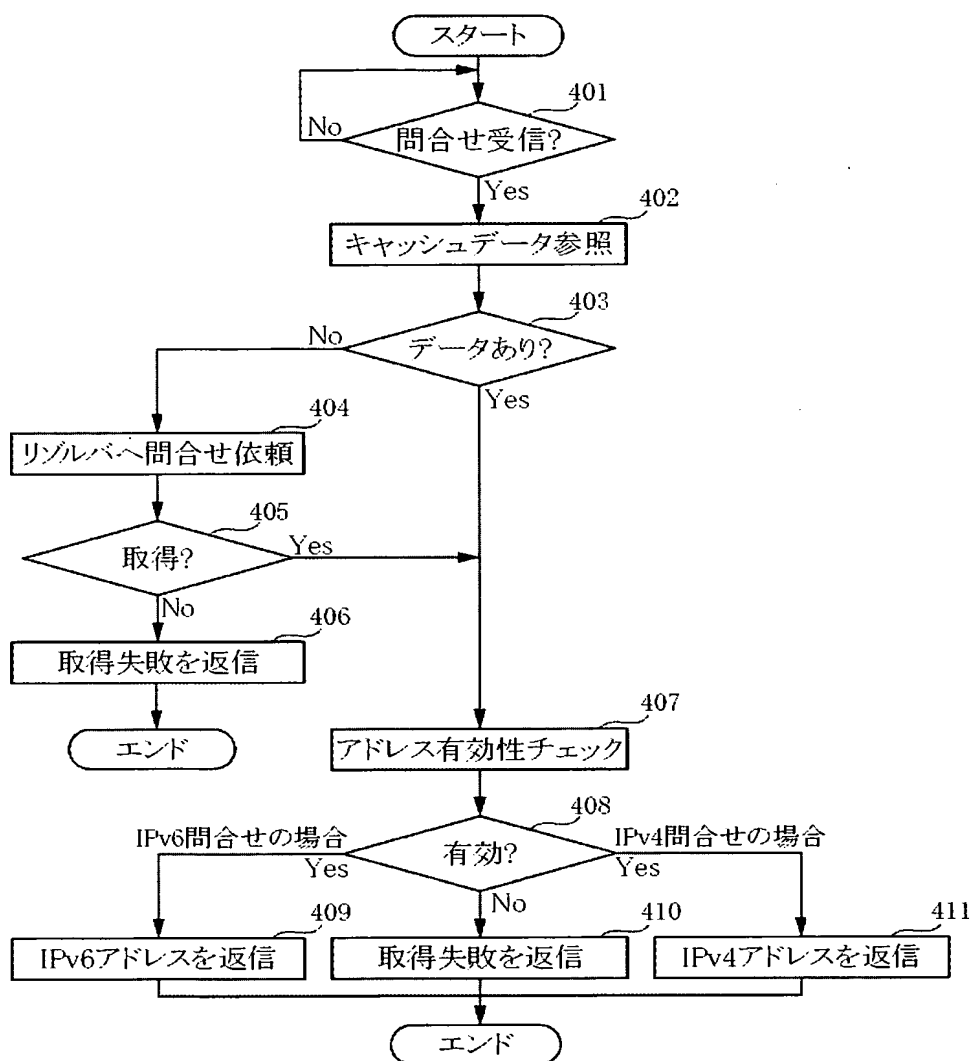 スタート
401
No
問合せ受信?
Yes
402
キャッシュデータ参照
403
No
データあり?
Yes
404
リゾルバへ問合せ依頼
405
取得?
Yes
No
406
取得失敗を返信
エンド
407
アドレス有効性チェック
408
IPv6問合せの場合
IPv4問合せの場合
有効?
Yes
Yes
No
409
410
411
IPv6アドレスを返信
取得失敗を返信
IPv4アドレスを返信
エンド